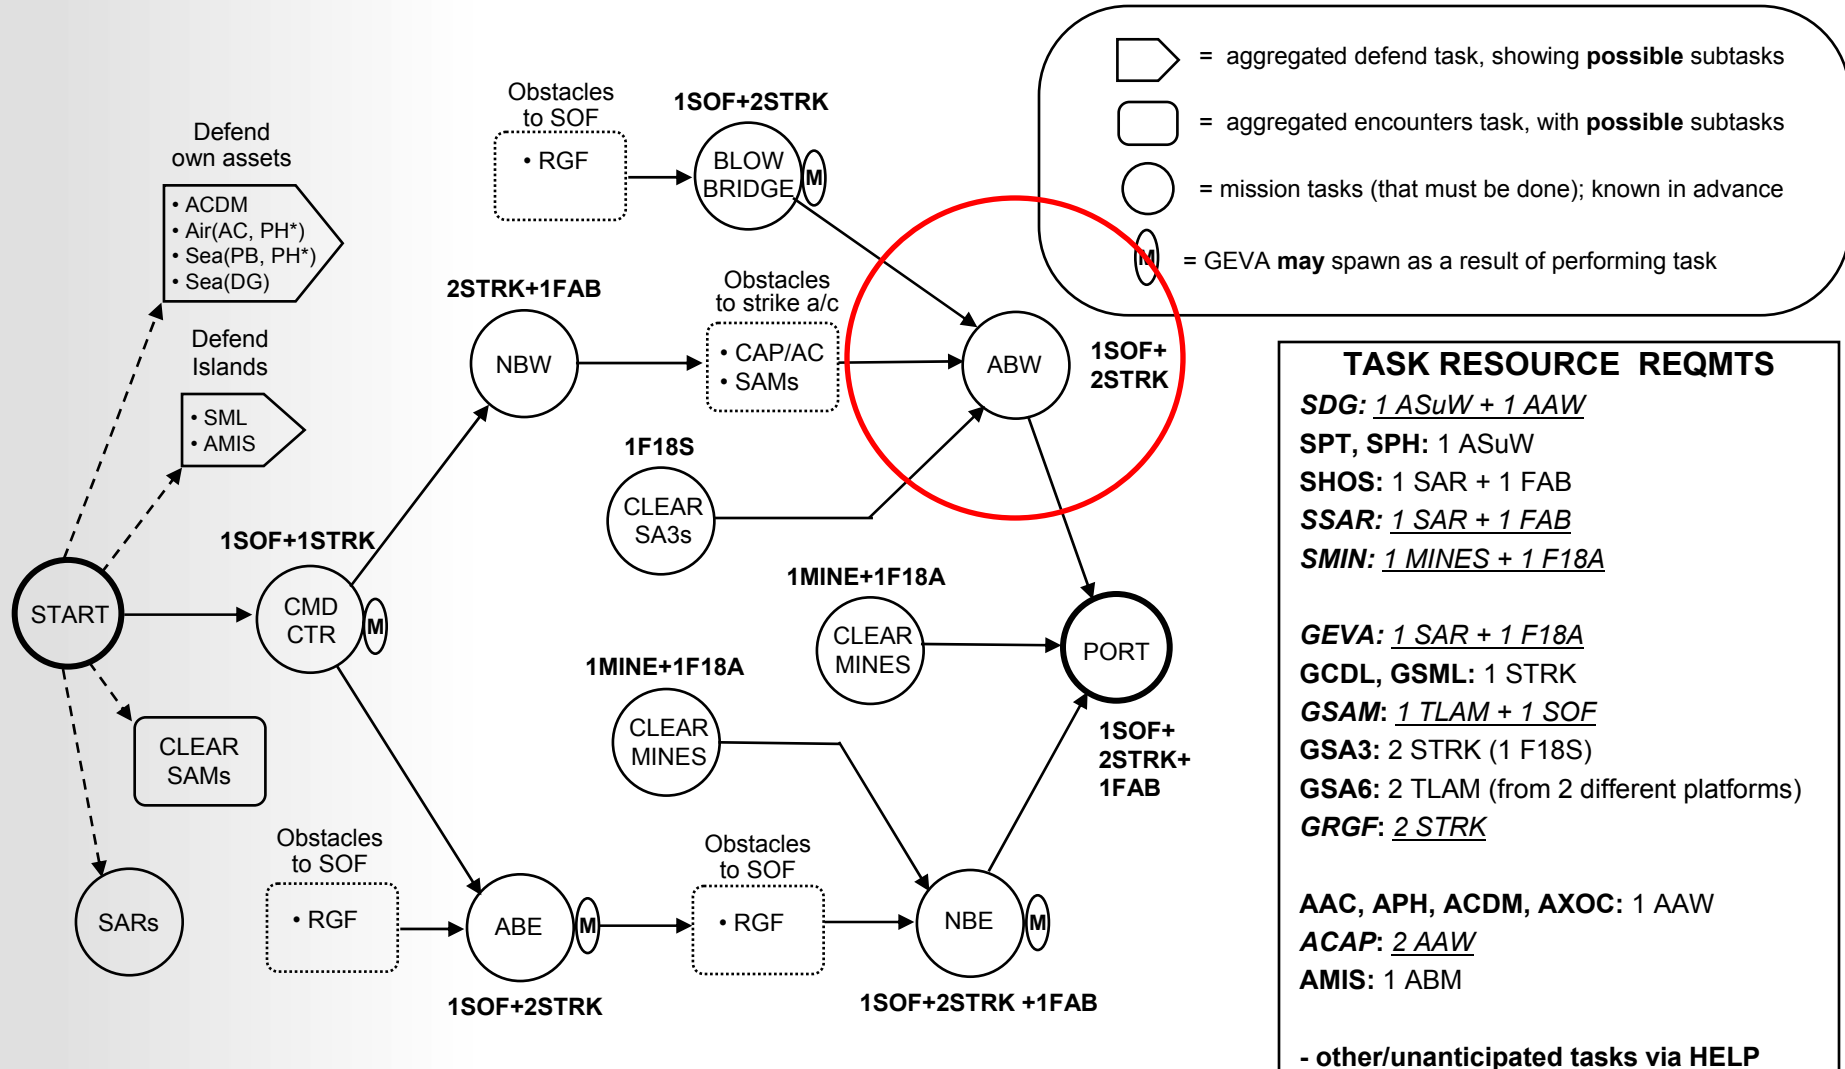 = aggregated defend task, showing possible subtasks
= aggregated encounters task, with possible subtasks
= mission tasks (that must be done); known in advance
M
= GEVA may spawn as a result of performing task
Defend
own assets
• ACDM
• Air(AC, PH*)
• Sea(PB, PH*)
• Sea(DG)
Defend
Islands
• SML
• AMIS
START
CLEAR
SAMs
SARs
1SOF+1STRK
CMD
CTR
M
Obstacles
to SOF
• RGF
1SOF+2STRK
BLOW
BRIDGE
M
2STRK+1FAB
NBW
Obstacles
to strike a/c
• CAP/AC
• SAMs
ABW
1SOF+
2STRK
1F18S
CLEAR
SA3s
1MINE+1F18A
CLEAR
MINES
1MINE+1F18A
CLEAR
MINES
PORT
1SOF+
2STRK+
1FAB
Obstacles
to SOF
• RGF
ABE
M
1SOF+2STRK
Obstacles
to SOF
• RGF
NBE
M
1SOF+2STRK +1FAB
TASK RESOURCE REQMTS
SDG: 1 ASuW + 1 AAW
SPT, SPH: 1 ASuW
SHOS: 1 SAR + 1 FAB
SSAR: 1 SAR + 1 FAB
SMIN: 1 MINES + 1 F18A
GEVA: 1 SAR + 1 F18A
GCDL, GSML: 1 STRK
GSAM: 1 TLAM + 1 SOF
GSA3: 2 STRK (1 F18S)
GSA6: 2 TLAM (from 2 different platforms)
GRGF: 2 STRK
AAC, APH, ACDM, AXOC: 1 AAW
ACAP: 2 AAW
AMIS: 1 ABM
- other/unanticipated tasks via HELP